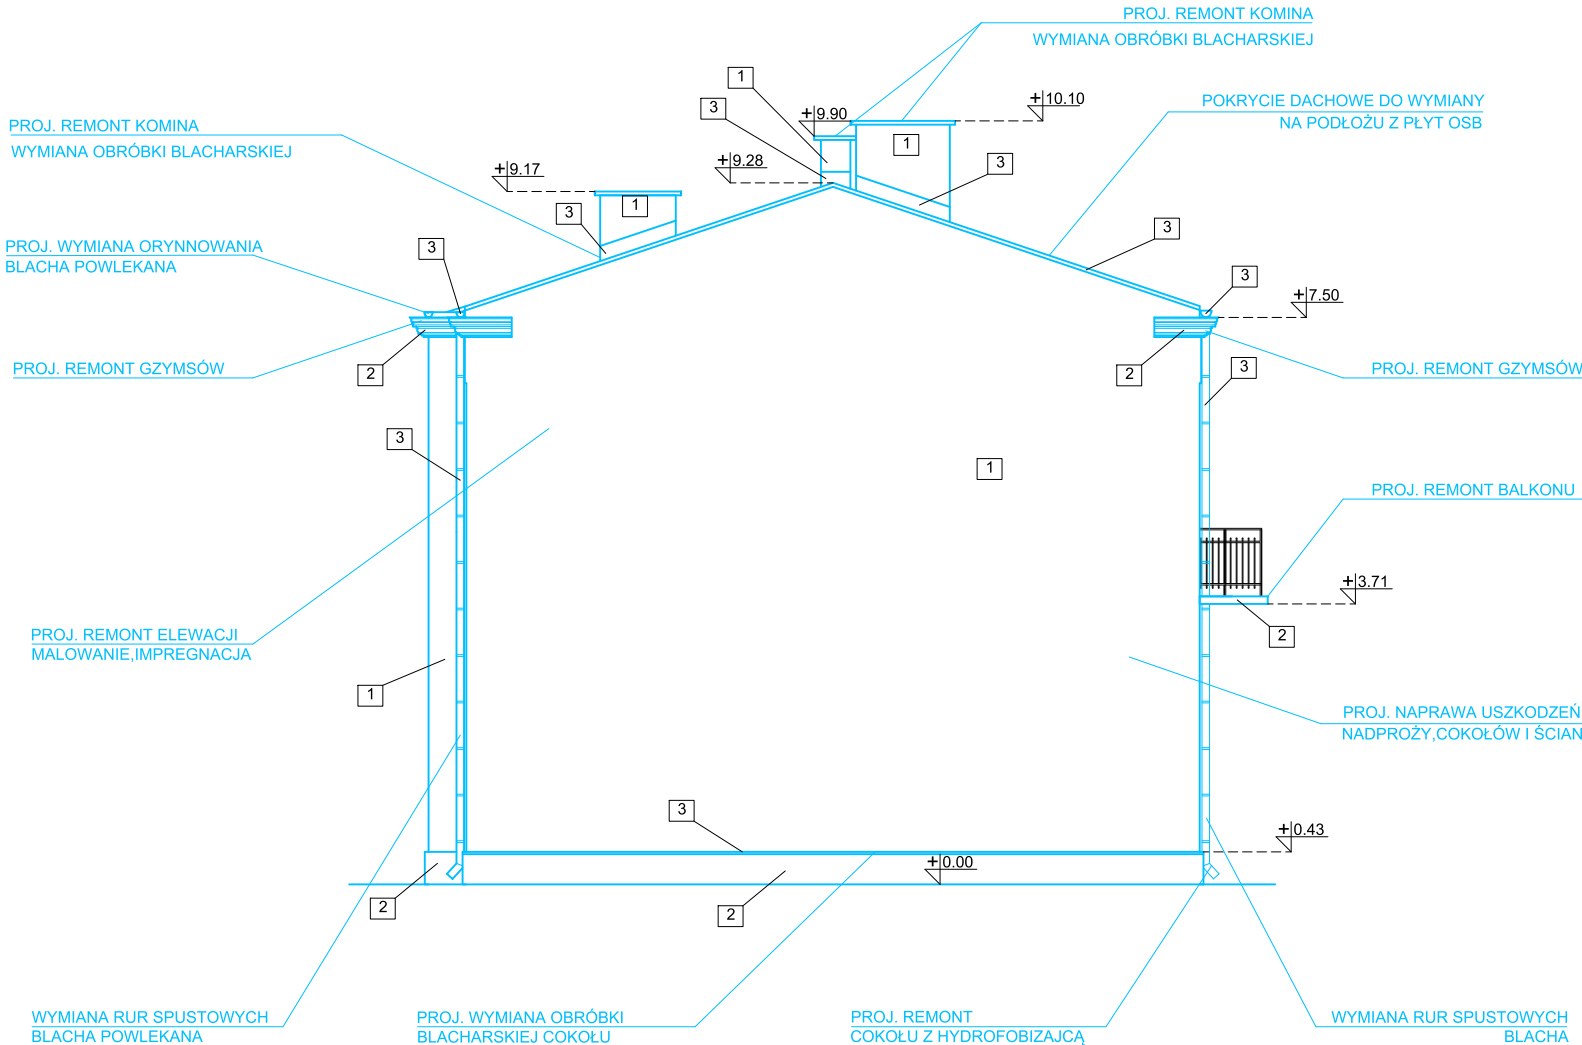 PROJ. REMONT KOMINA
WYMIANA OBRÓBKI BLACHARSKIEJ
1
3
+9.90
+10.10
POKRYCIE DACHOWE DO WYMIANY
NA PODŁOŻU Z PŁYT OSB
PROJ. REMONT KOMINA
WYMIANA OBRÓBKI BLACHARSKIEJ
+9.17
+9.28
1
3
1
3
3
PROJ. WYMIANA ORYNNOWANIA
BLACHA POWLEKANA
3
3
+7.50
PROJ. REMONT GZYMSÓW
2
2
3
PROJ. REMONT GZYMSÓW
3
1
PROJ. REMONT BALKONU
+3.71
PROJ. REMONT ELEWACJI
MALOWANIE,IMPREGNACJA
2
1
PROJ. NAPRAWA USZKODZEŃ
NADPROŻY,COKOŁÓW I ŚCIAN
3
+0.43
+0.00
2
2
WYMIANA RUR SPUSTOWYCH
BLACHA POWLEKANA
PROJ. WYMIANA OBRÓBKI
BLACHARSKIEJ COKOŁU
PROJ. REMONT
COKOŁU Z HYDROFOBIZAJCĄ
WYMIANA RUR SPUSTOWYCH
BLACHA